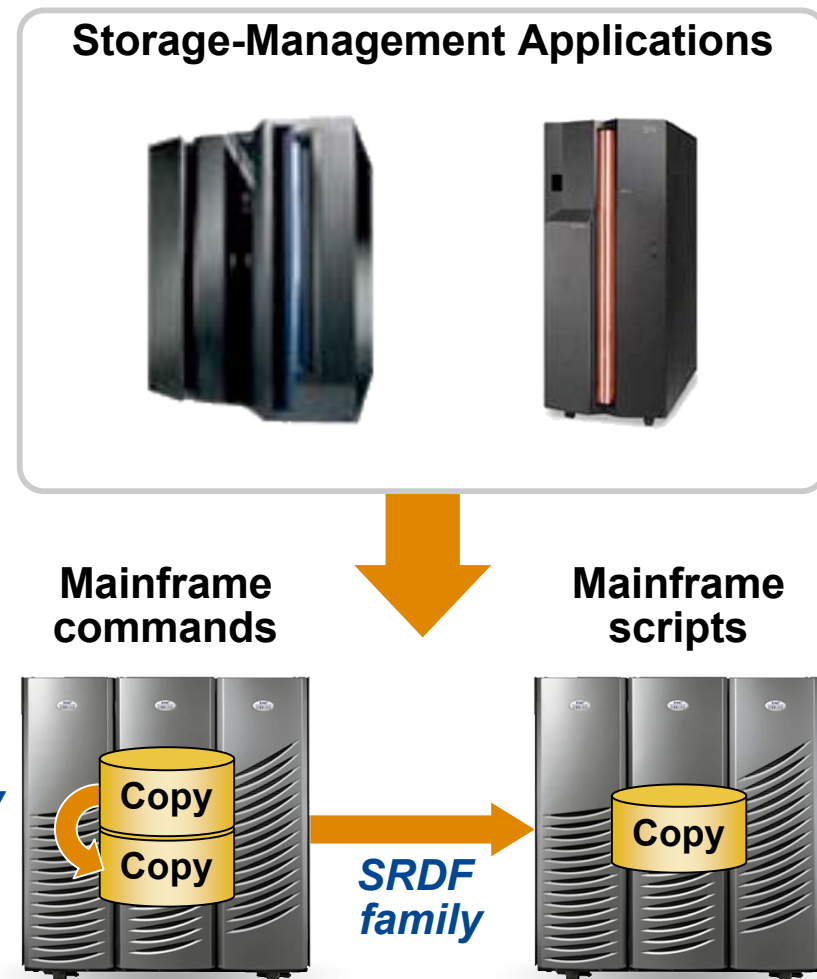 Storage-Management Applications
Mainframe
commands
Mainframe
scripts
Copy
Copy
Copy
SRDF
family